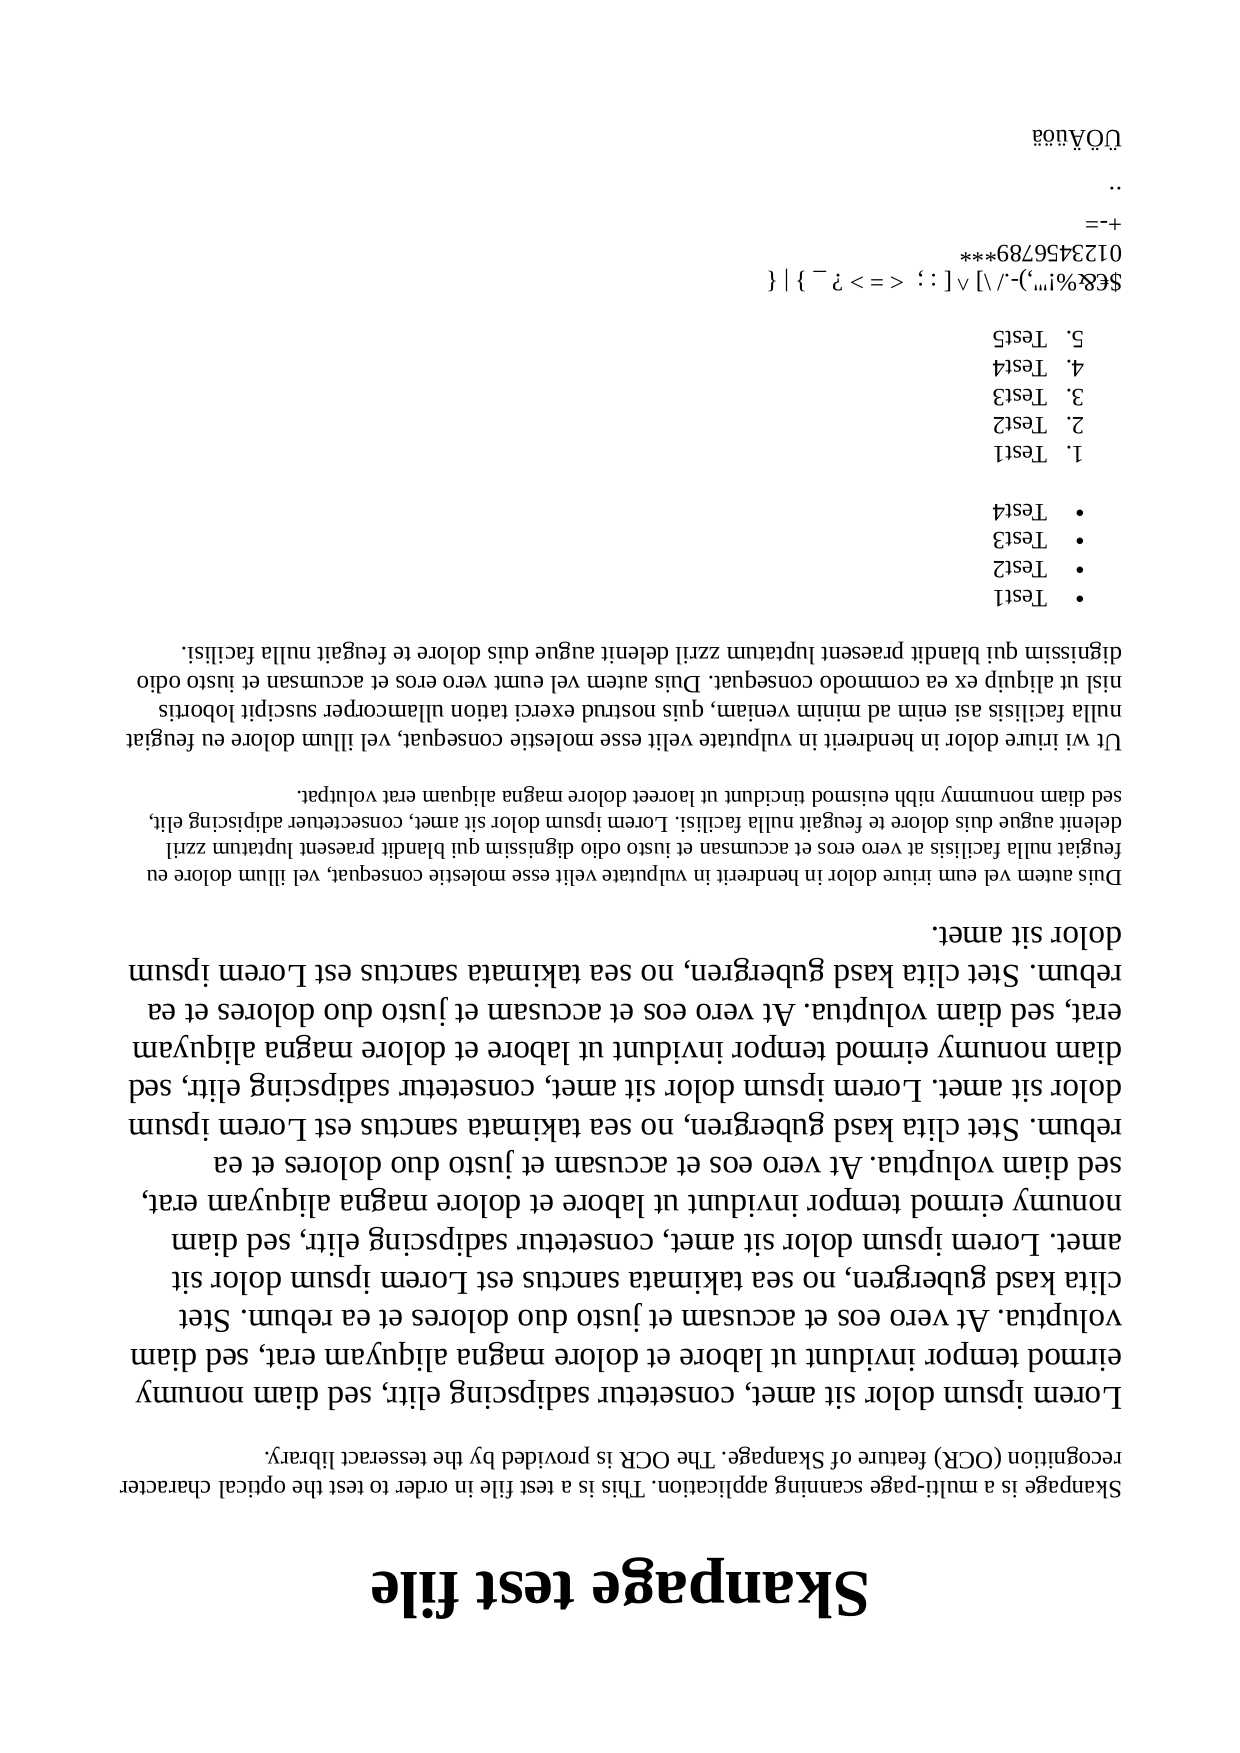 Skanpage test file
Skanpage is a multi-page scanning application. This is a test file in order to test the optical character
recognition (OCR) feature of Skanpage. The OCR is provided by the tesseract library.
Lorem ipsum dolor sit amet, consetetur sadipscing elitr, sed diam nonumy
eirmod tempor invidunt ut labore et dolore magna aliquyam erat, sed diam
voluptua. At vero eos et accusam et justo duo dolores et ea rebum. Stet
clita kasd gubergren, no sea takimata sanctus est Lorem ipsum dolor sit
amet. Lorem ipsum dolor sit amet, consetetur sadipscing elitr, sed diam
nonumy eirmod tempor invidunt ut labore et dolore magna aliquyam erat,
sed diam voluptua. At vero eos et accusam et justo duo dolores et ea
rebum. Stet clita kasd gubergren, no sea takimata sanctus est Lorem ipsum
dolor sit amet. Lorem ipsum dolor sit amet, consetetur sadipscing elitr, sed
diam nonumy eirmod tempor invidunt ut labore et dolore magna aliquyam
erat, sed diam voluptua. At vero eos et accusam et justo duo dolores et ea
rebum. Stet clita kasd gubergren, no sea takimata sanctus est Lorem ipsum
dolor sit amet.
Duis autem vel eum iriure dolor in hendrerit in vulputate velit esse molestie consequat, vel illum dolore eu
feugiat nulla facilisis at vero eros et accumsan et iusto odio dignissim qui blandit praesent luptatum zzril
delenit augue duis dolore te feugait nulla facilisi. Lorem ipsum dolor sit amet, consectetuer adipiscing elit,
sed diam nonummy nibh euismod tincidunt ut laoreet dolore magna aliquam erat volutpat.
Ut wi iriure dolor in hendrerit in vulputate velit esse molestie consequat, vel illum dolore eu feugiat
nulla facilisis asi enim ad minim veniam, quis nostrud exerci tation ullamcorper suscipit lobortis
nisl ut aliquip ex ea commodo consequat. Duis autem vel eumt vero eros et accumsan et iusto odio
dignissim qui blandit praesent luptatum zzril delenit augue duis dolore te feugait nulla facilisi.
• Test1
• Test2
• Test3
• Test4
1. Test1
2. Test2
3. Test3
4. Test4
5. Test5
$€&%!"',)-./ \] ^ [ : ;  < = > ? _ } | {
0123456789***
+-=
..
ÜÖÄüöä